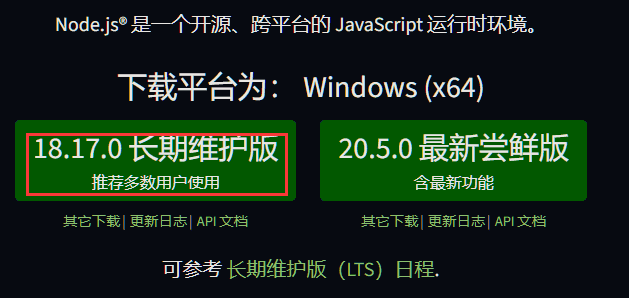 Node.js® 是一个开源、跨平台的 JavaScript 运行时环境。
下载平台为： Windows (x64)
18.17.0 长期维护版
推荐多数用户使用
20.5.0 最新尝鲜版
含最新功能
其它下载 | 更新日志 | API 文档
其它下载 | 更新日志 | API 文档
可参考 长期维护版（LTS）日程.